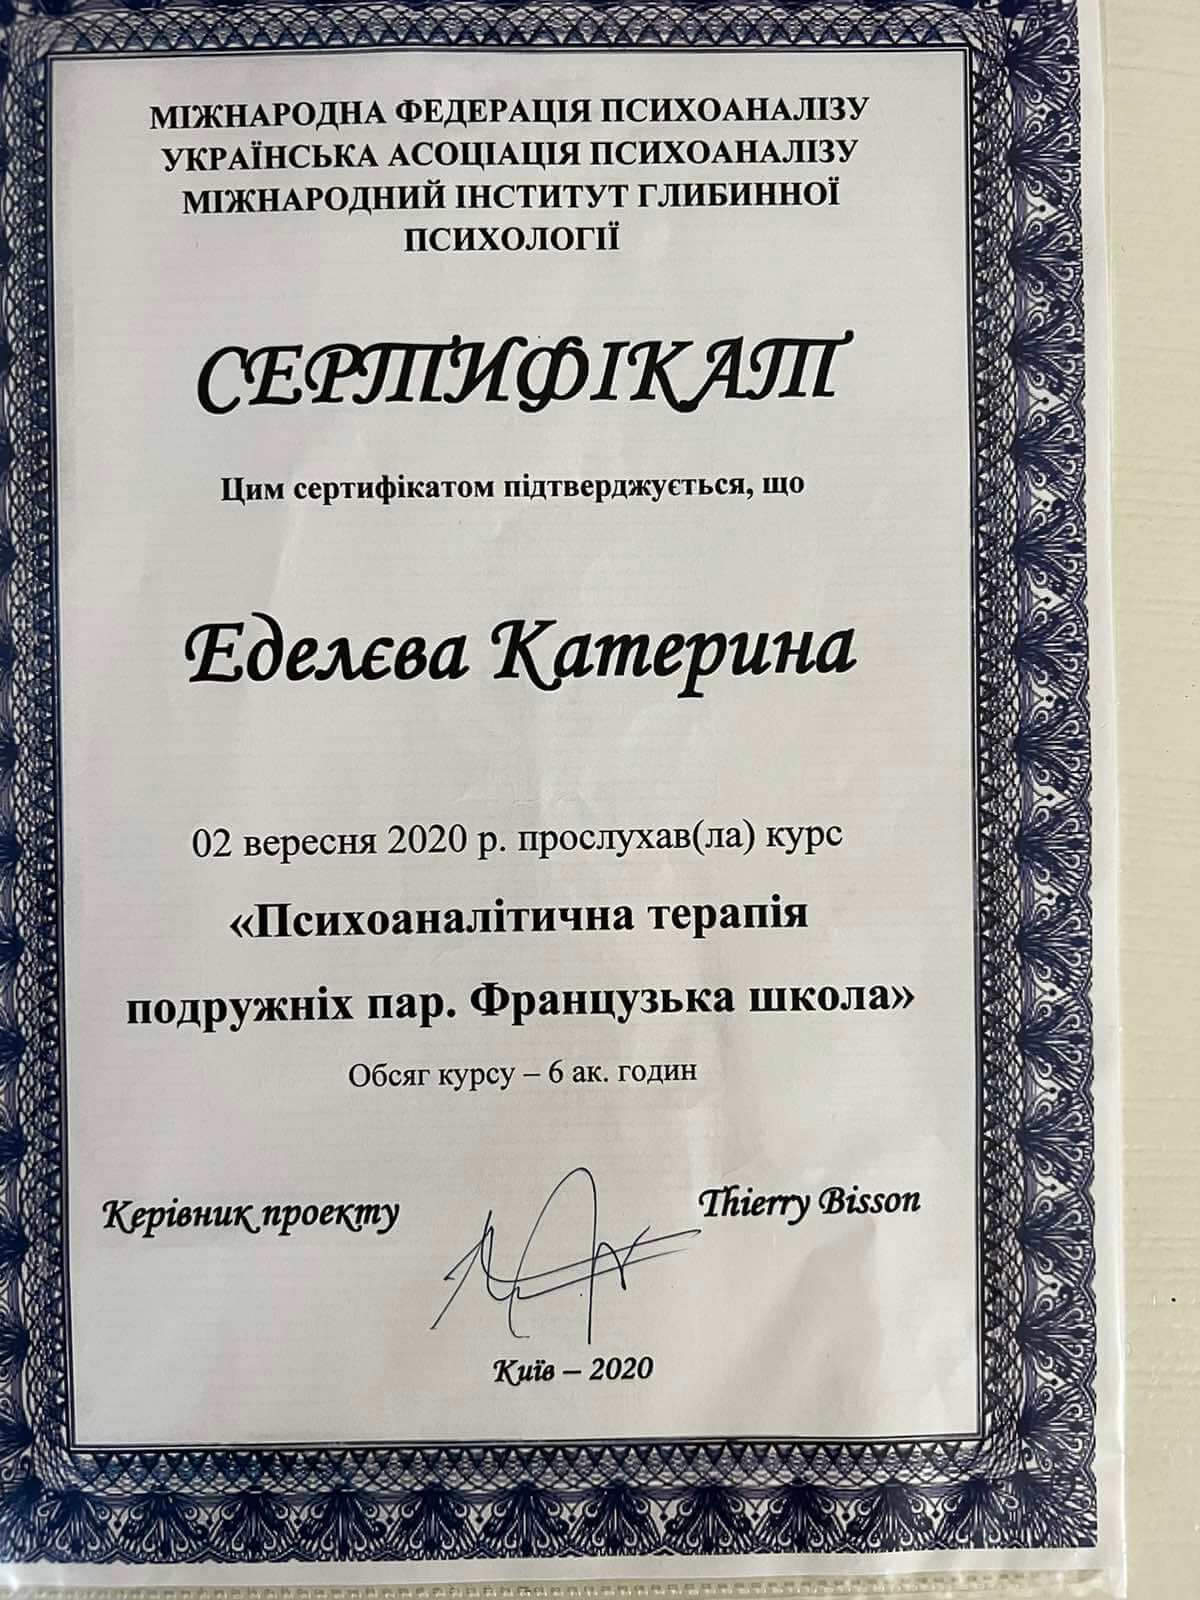 МІЖНАРОДНА ФЕДЕРАЦІЯ ПСИХОАНАЛІЗУ
УКРАЇНСЬКА АСОЦІАЦІЯ ПСИХОАНАЛІЗУ
МІЖНАРОДНИЙ ІНСТИТУТ ГЛИБИННОЇ
ПСИХОЛОГІЇ
СЕРТИФІКАТ
Цим сертифікатом підтверджується, що
Еделєва Катерина
02 вересня 2020 р. прослухав(ла) курс
«Психоаналітична терапія
подружніх пар. Французька школа»
Обсяг курсу – 6 ак. годин
Керівник проекту
Thierry Bisson
Київ – 2020